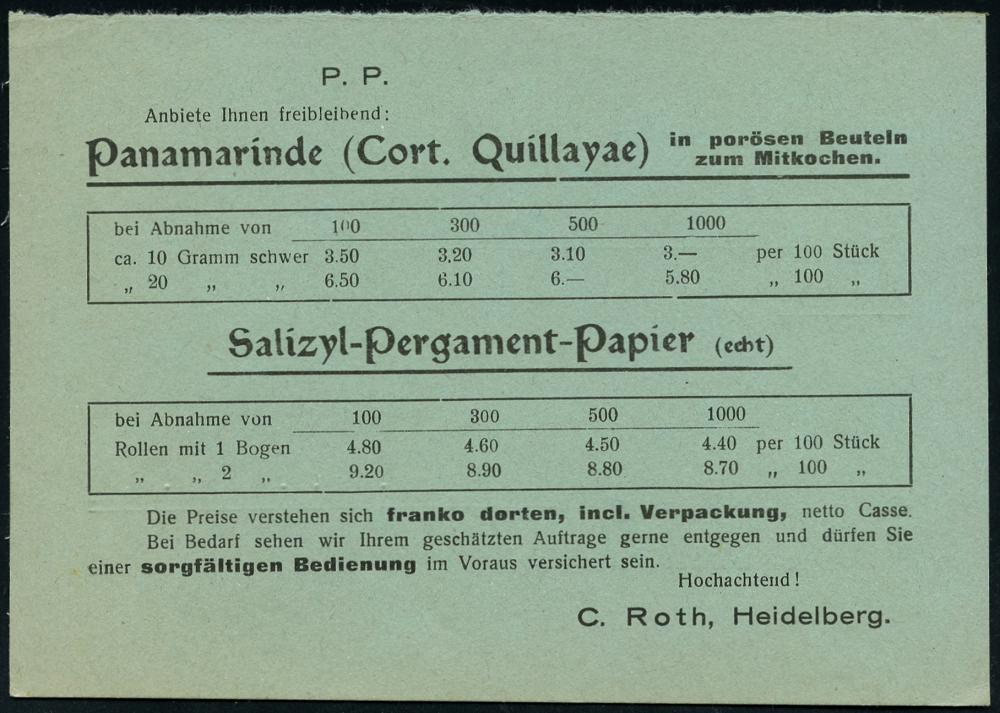 P. P.
Anbiete Ihnen freibleibend:
Panamarinde (Cort. Quillayae) in porösen Beuteln
zum Mitkochen.
bei Abnahme von 100 300 500 1000
ca. 10 Gramm schwer 3.50 3.20 3.10 3.— per 100 Stück
„ 20 „ „ 6.50 6.10 6.— 5.80 „ 100 „
Salizyl-Pergament-Papier (echt)
bei Abnahme von 100 300 500 1000
Rollen mit 1 Bogen 4.80 4.60 4.50 4.40 per 100 Stück
„ „ 2 „ 9.20 8.90 8.80 8.70 „ 100 „
Die Preise verstehen sich franko dorten, incl. Verpackung, netto Casse.
Bei Bedarf sehen wir Ihrem geschätzten Auftrage gerne entgegen und dürfen Sie
einer sorgfältigen Bedienung im Voraus versichert sein.
Hochachtend!
C. Roth, Heidelberg.